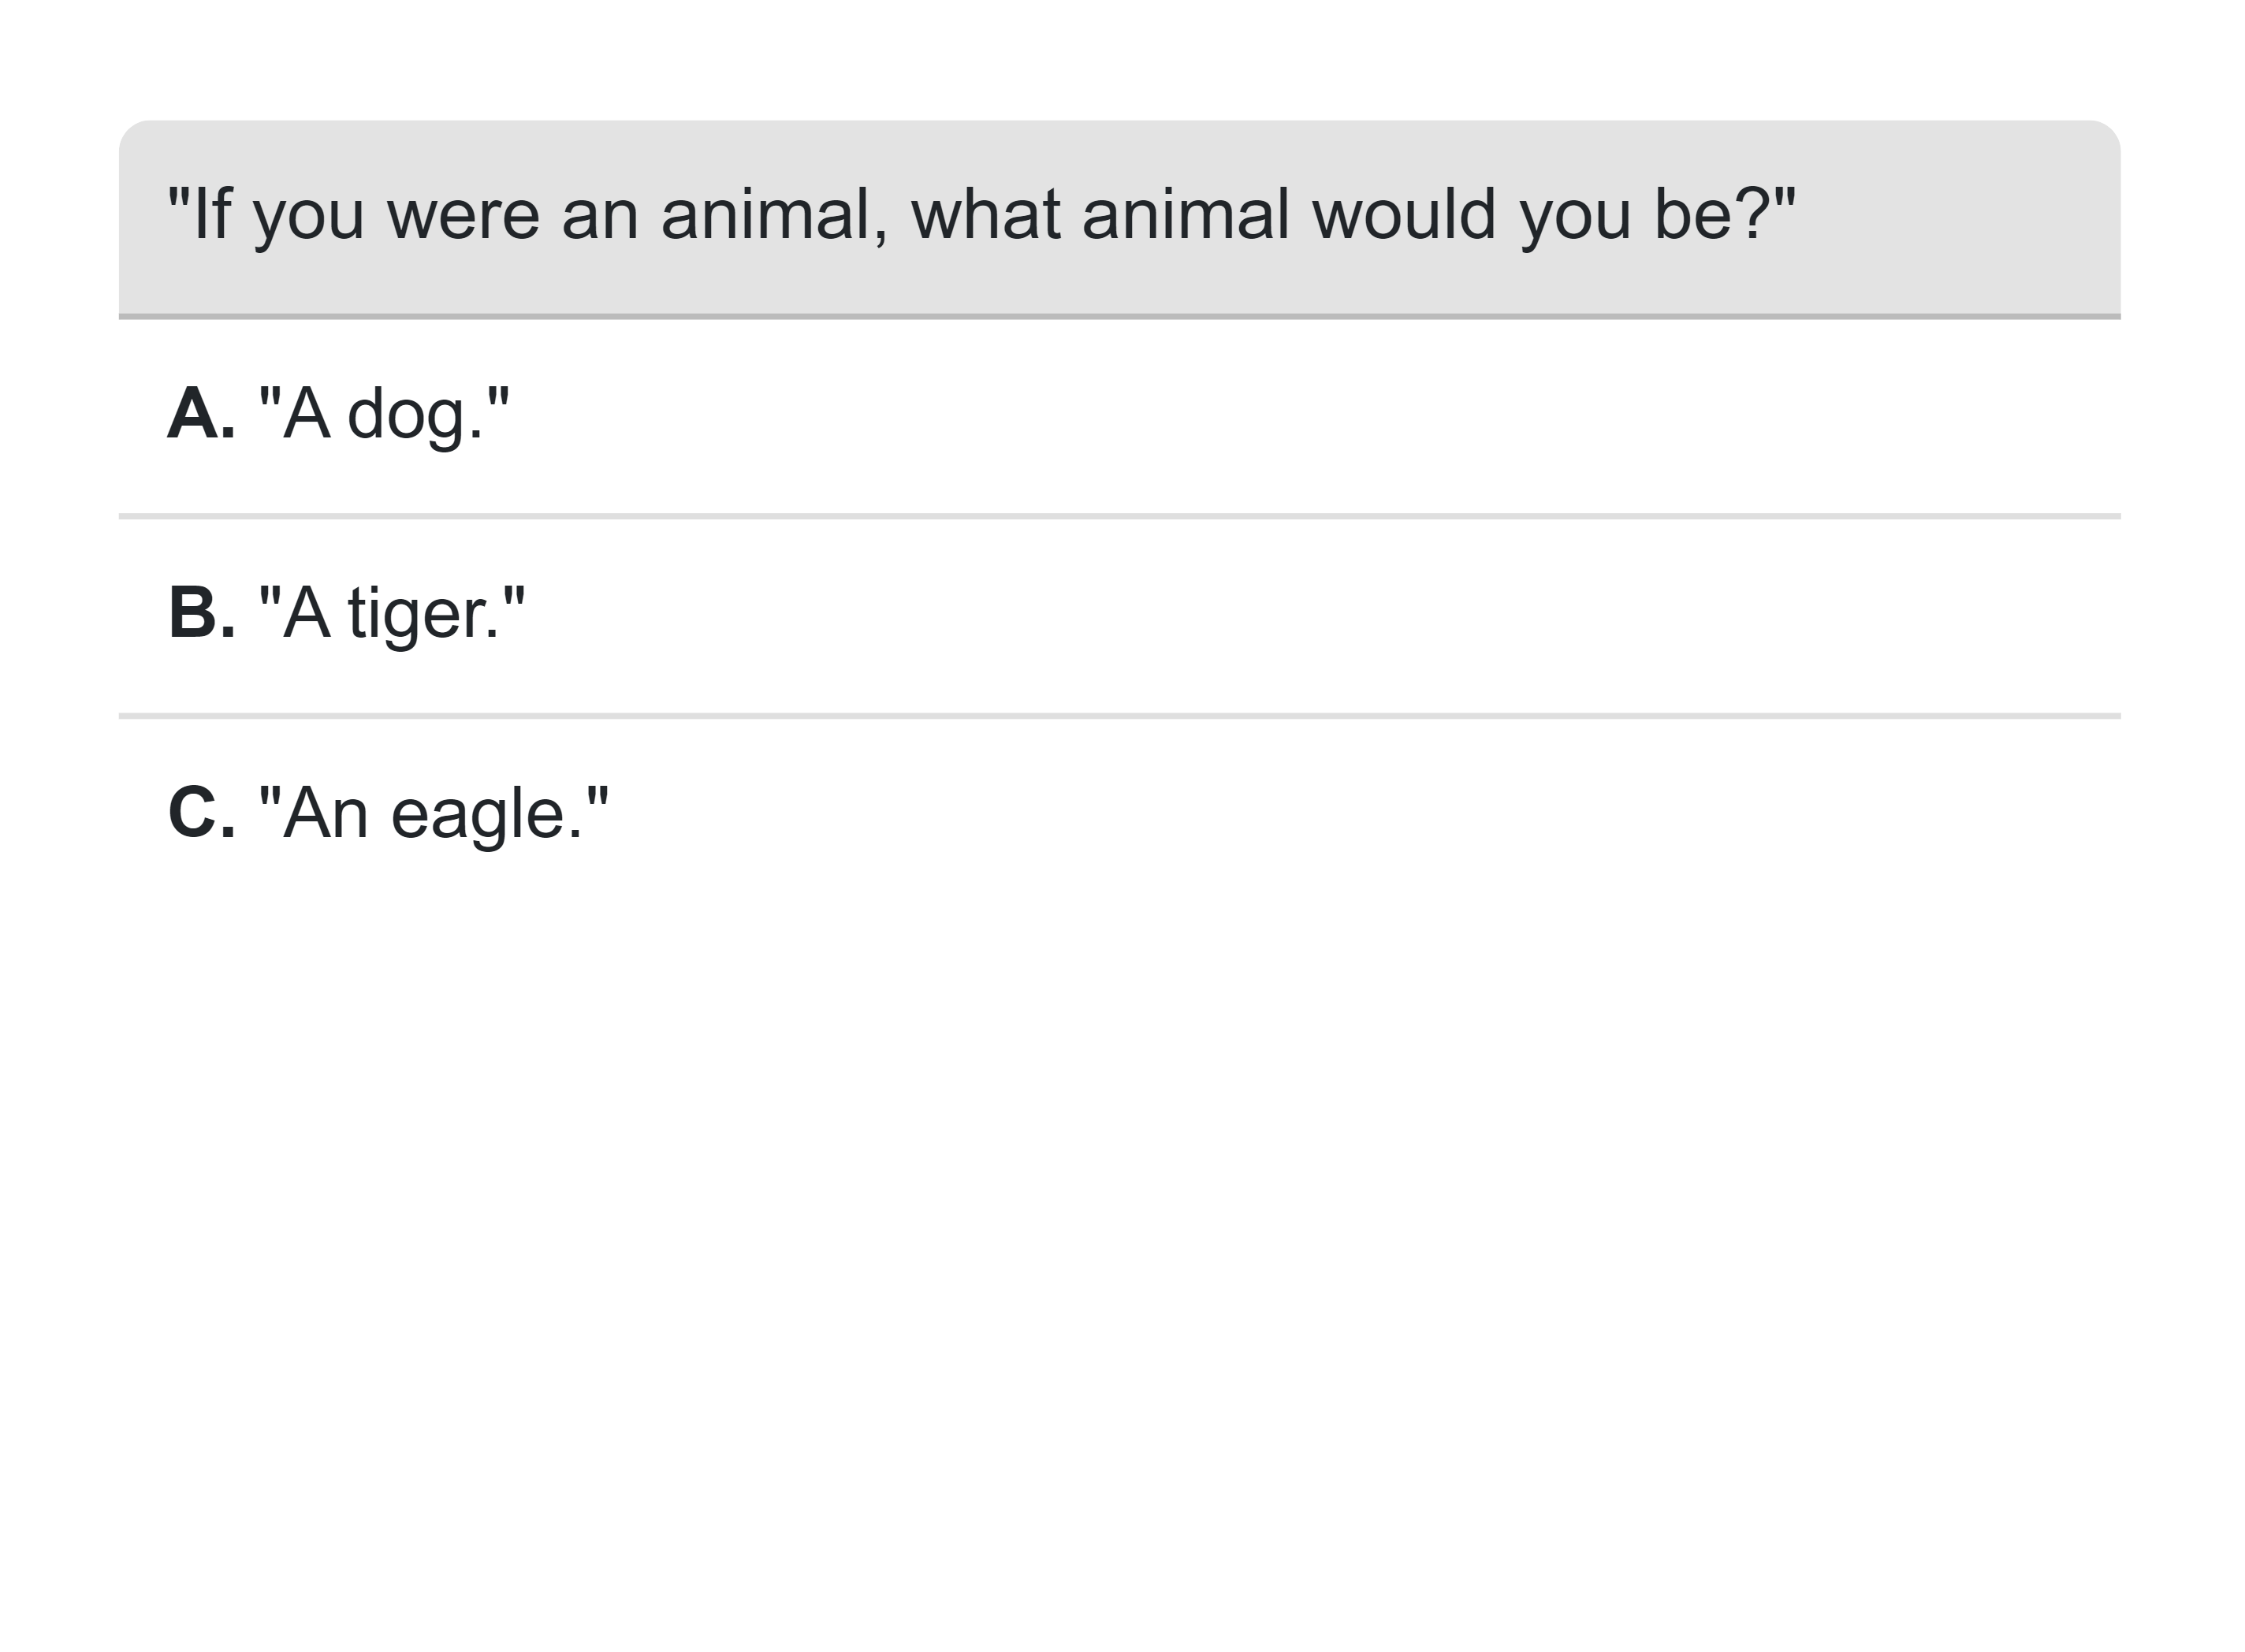 "If you were an animal, what animal would you be?"
A. "A dog."
B. "A tiger."
C. "An eagle."